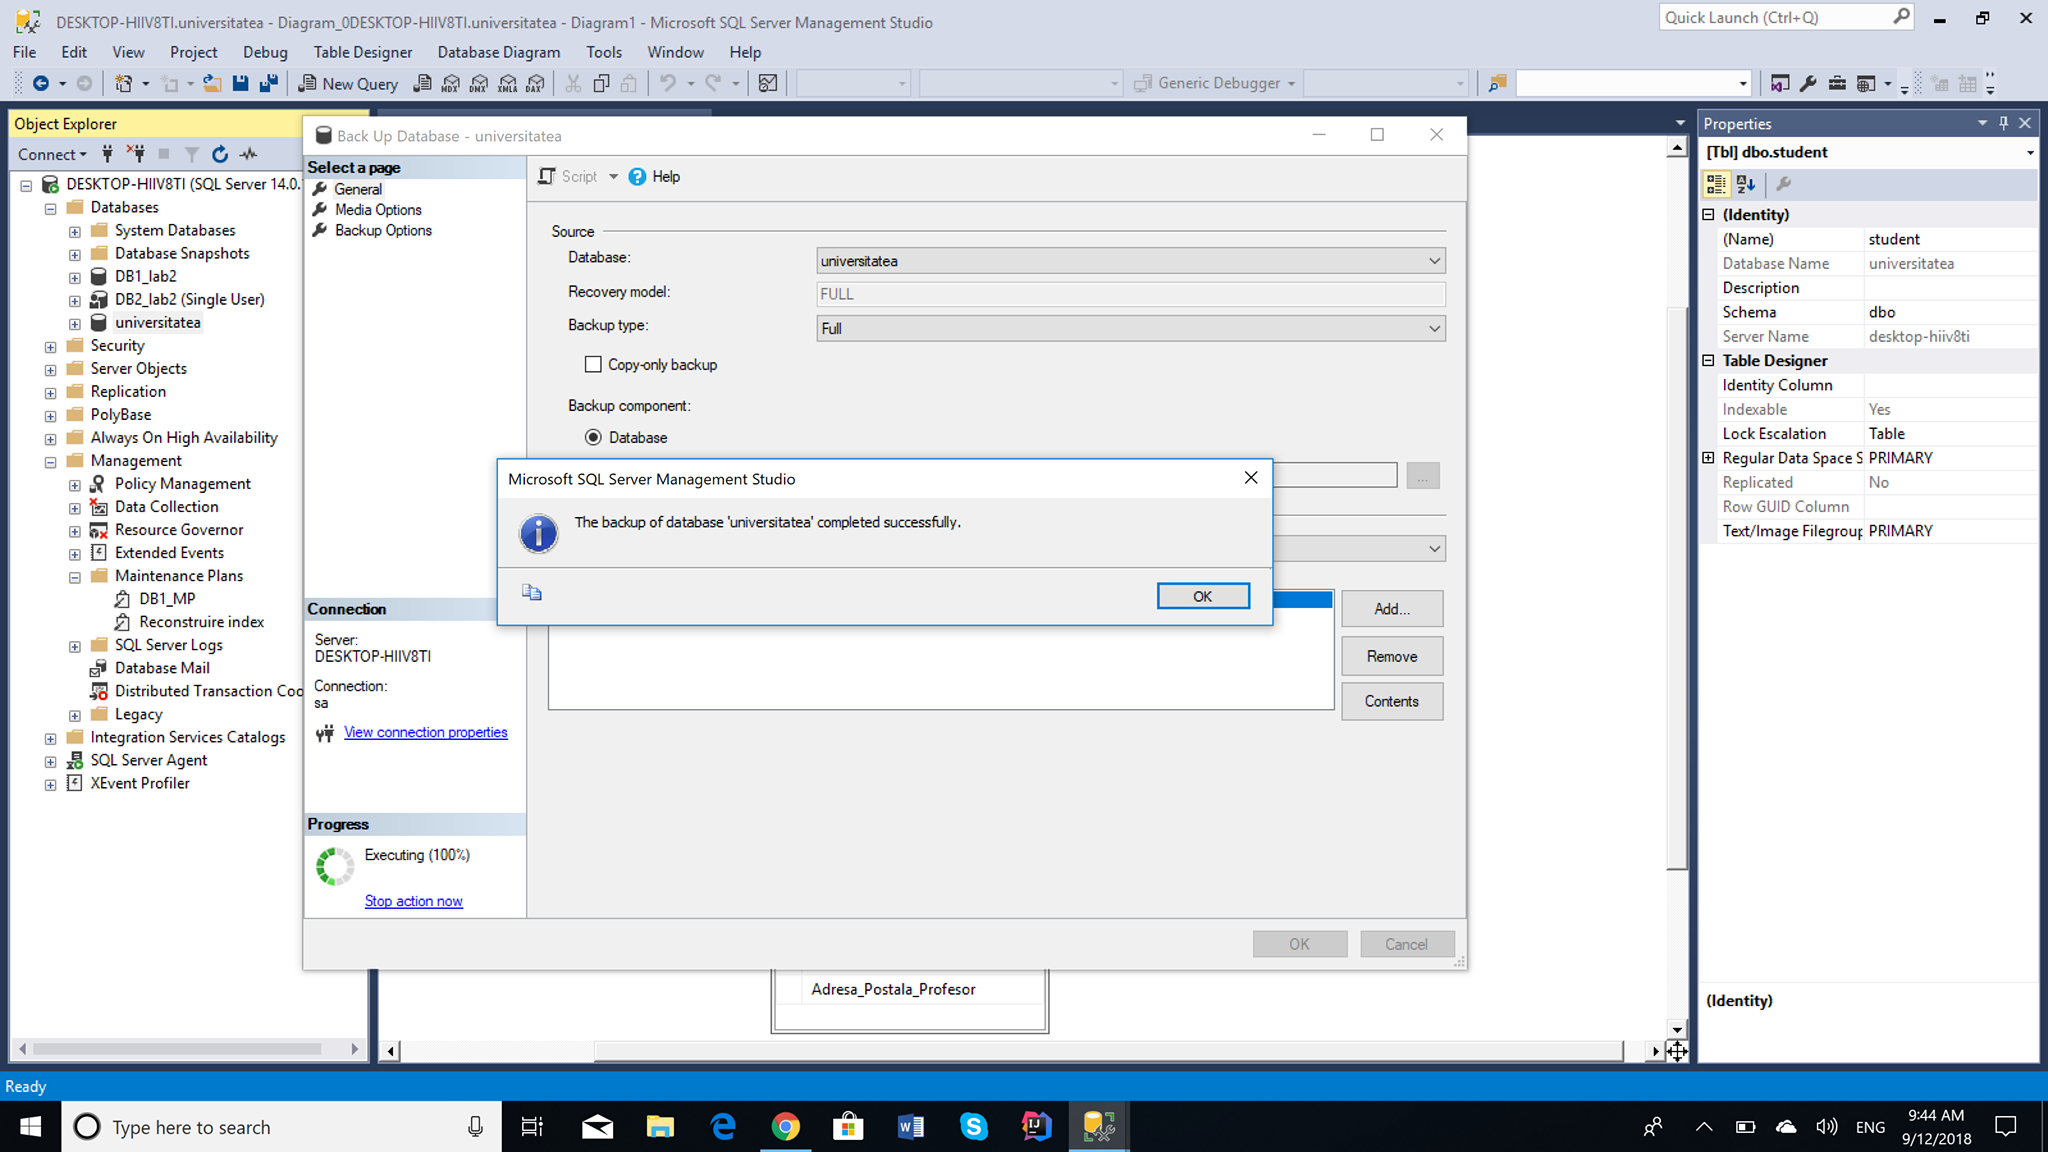 DESKTOP-HIIV8TI.universitatea - Diagram_0DESKTOP-HIIV8TI.universitatea - Diagram1 - Microsoft SQL Server Management Studio
Quick Launch (Ctrl+Q)
File Edit View Project Debug Table Designer Database Diagram Tools Window Help
New Query MDX DMX XMLA DAX Generic Debugger
Object Explorer
Connect
DESKTOP-HIIV8TI (SQL Server 14.0.
Databases
System Databases
Database Snapshots
DB1_lab2
DB2_lab2 (Single User)
universitatea
Security
Server Objects
Replication
PolyBase
Always On High Availability
Management
Policy Management
Data Collection
Resource Governor
Extended Events
Maintenance Plans
DB1_MP
Reconstruire index
SQL Server Logs
Database Mail
Distributed Transaction Coo
Legacy
Integration Services Catalogs
SQL Server Agent
XEvent Profiler
Back Up Database - universitatea
Select a page
General
Media Options
Backup Options
Script Help
Source
Database: universitatea
Recovery model: FULL
Backup type: Full
Copy-only backup
Backup component:
Database
...
Microsoft SQL Server Management Studio
The backup of database 'universitatea' completed successfully.
OK
Add...
Remove
Contents
Connection
Server:
DESKTOP-HIIV8TI
Connection:
sa
View connection properties
Progress
Executing (100%)
Stop action now
OK Cancel
Adresa_Postala_Profesor
Properties
[Tbl] dbo.student
(Identity)
(Name) student
Database Name universitatea
Description
Schema dbo
Server Name desktop-hiiv8ti
Table Designer
Identity Column
Indexable Yes
Lock Escalation Table
Regular Data Space S PRIMARY
Replicated No
Row GUID Column
Text/Image Filegroup PRIMARY
(Identity)
Ready
Type here to search
ENG
9:44 AM
9/12/2018